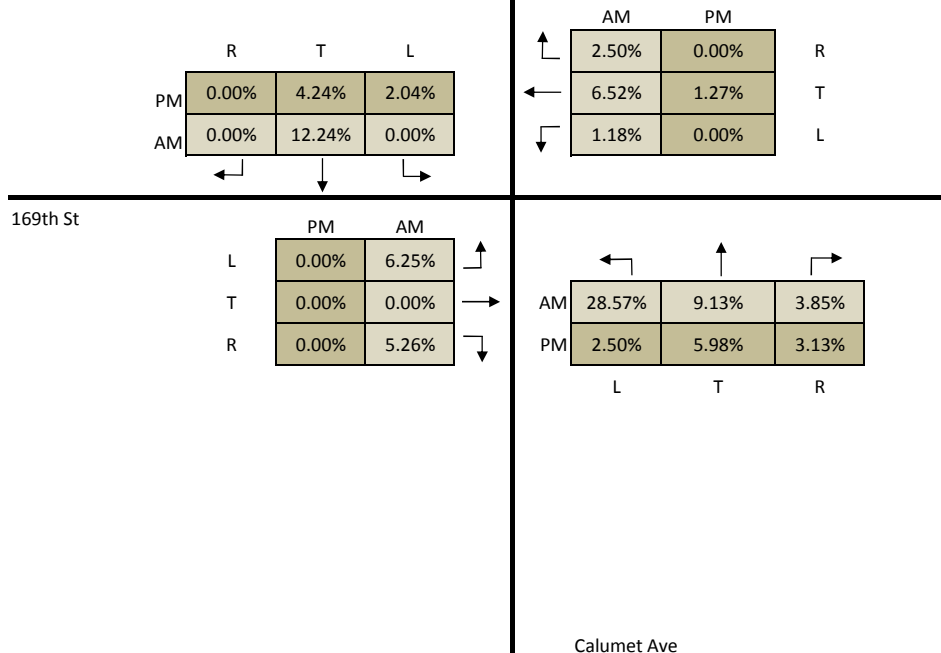 AM PM
2.50% 0.00% R
6.52% 1.27% T
1.18% 0.00% L
R T L
PM 0.00% 4.24% 2.04%
AM 0.00% 12.24% 0.00%
169th St
PM AM
L 0.00% 6.25%
T 0.00% 0.00%
R 0.00% 5.26%
AM 28.57% 9.13% 3.85%
PM 2.50% 5.98% 3.13%
L T R
Calumet Ave